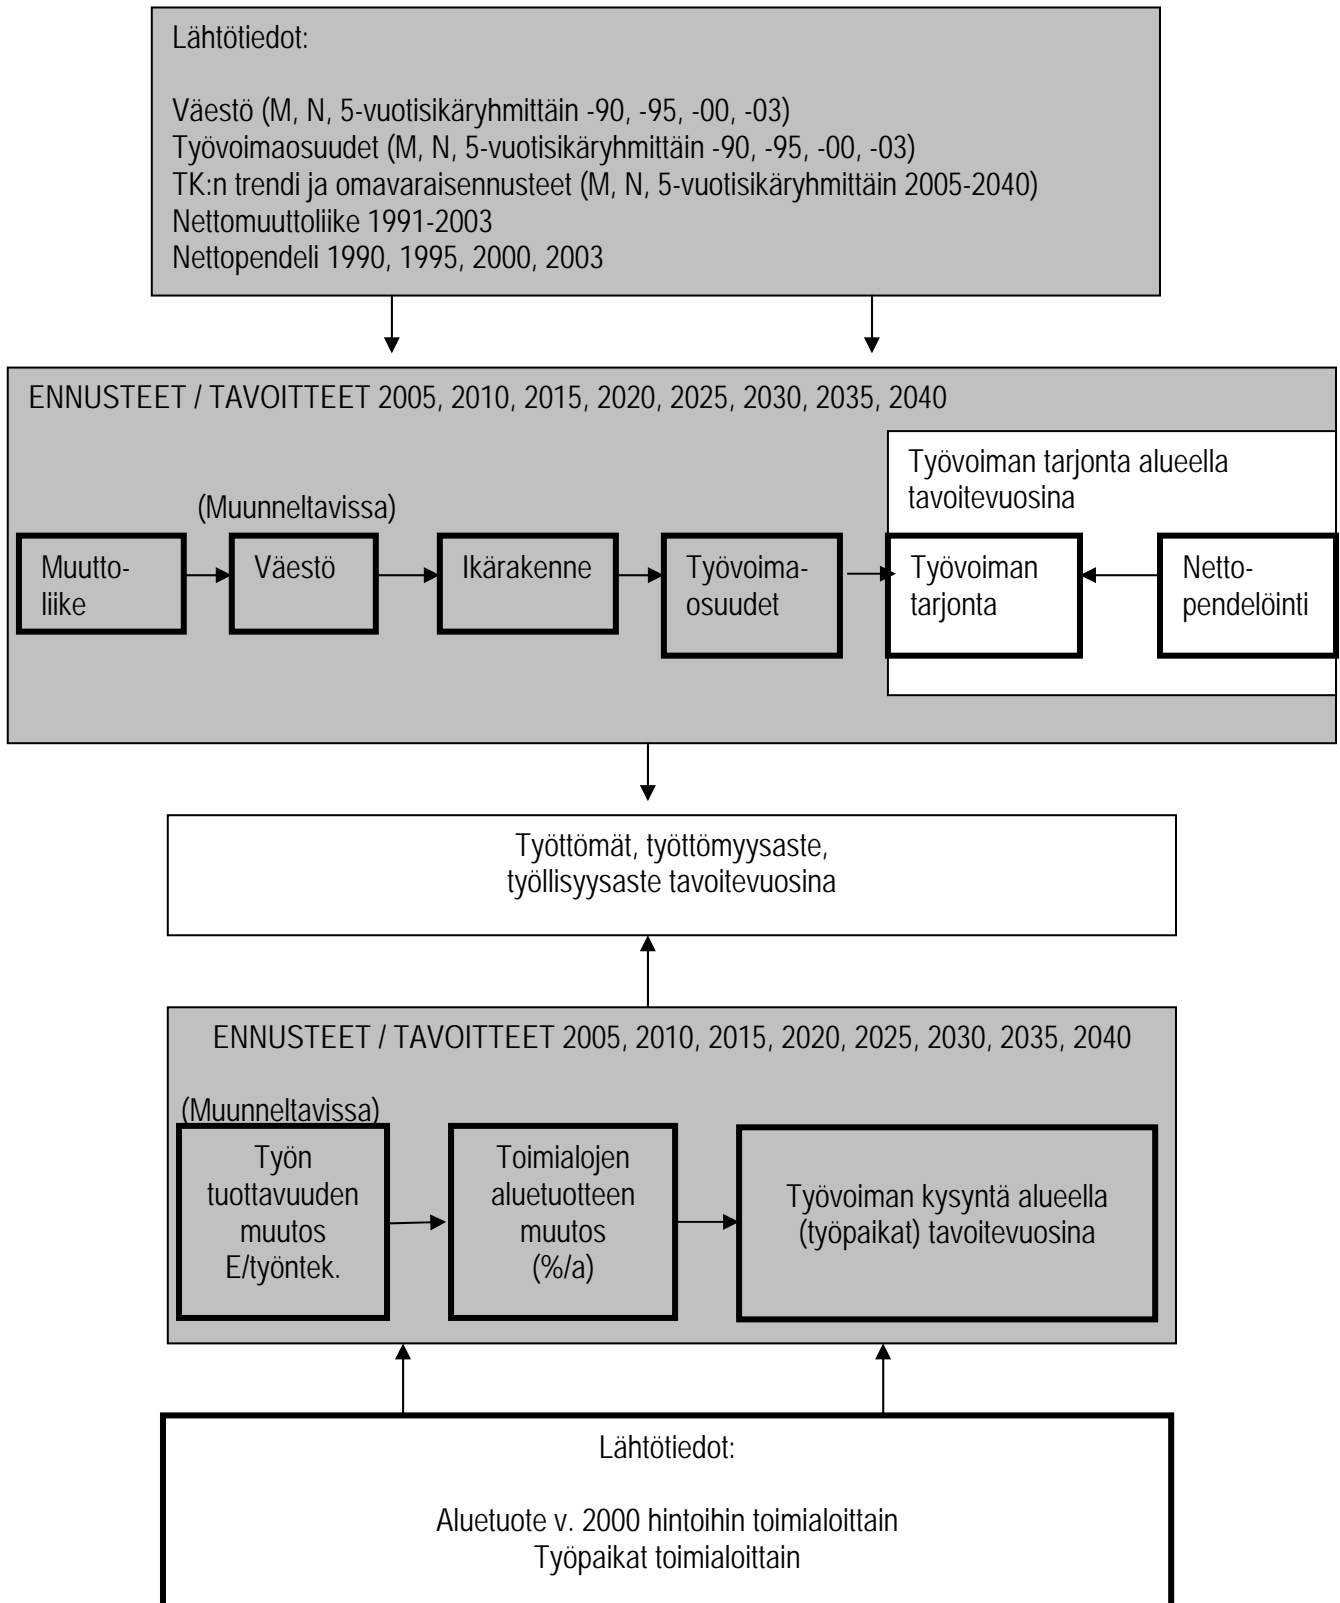 Lähtötiedot:
Väestö (M, N, 5-vuotisikäryhmittäin -90, -95, -00, -03)
Työvoimaosuudet (M, N, 5-vuotisikäryhmittäin -90, -95, -00, -03)
TK:n trendi ja omavaraisennusteet (M, N, 5-vuotisikäryhmittäin 2005-2040)
Nettomuuttoliike 1991-2003
Nettopendeli 1990, 1995, 2000, 2003
ENNUSTEET / TAVOITTEET 2005, 2010, 2015, 2020, 2025, 2030, 2035, 2040
Työvoiman tarjonta alueella
tavoitevuosina
(Muunneltavissa)
Muutto-
liike
Väestö
Ikärakenne
Työvoima-
osuudet
Työvoiman
tarjonta
Netto-
pendelöinti
Työttömät, työttömyysaste,
työllisyysaste tavoitevuosina
ENNUSTEET / TAVOITTEET 2005, 2010, 2015, 2020, 2025, 2030, 2035, 2040
(Muunneltavissa)
Työn
tuottavuuden
muutos
E/työntek.
Toimialojen
aluetuotteen
muutos
(%/a)
Työvoiman kysyntä alueella
(työpaikat) tavoitevuosina
Lähtötiedot:
Aluetuote v. 2000 hintoihin toimialoittain
Työpaikat toimialoittain